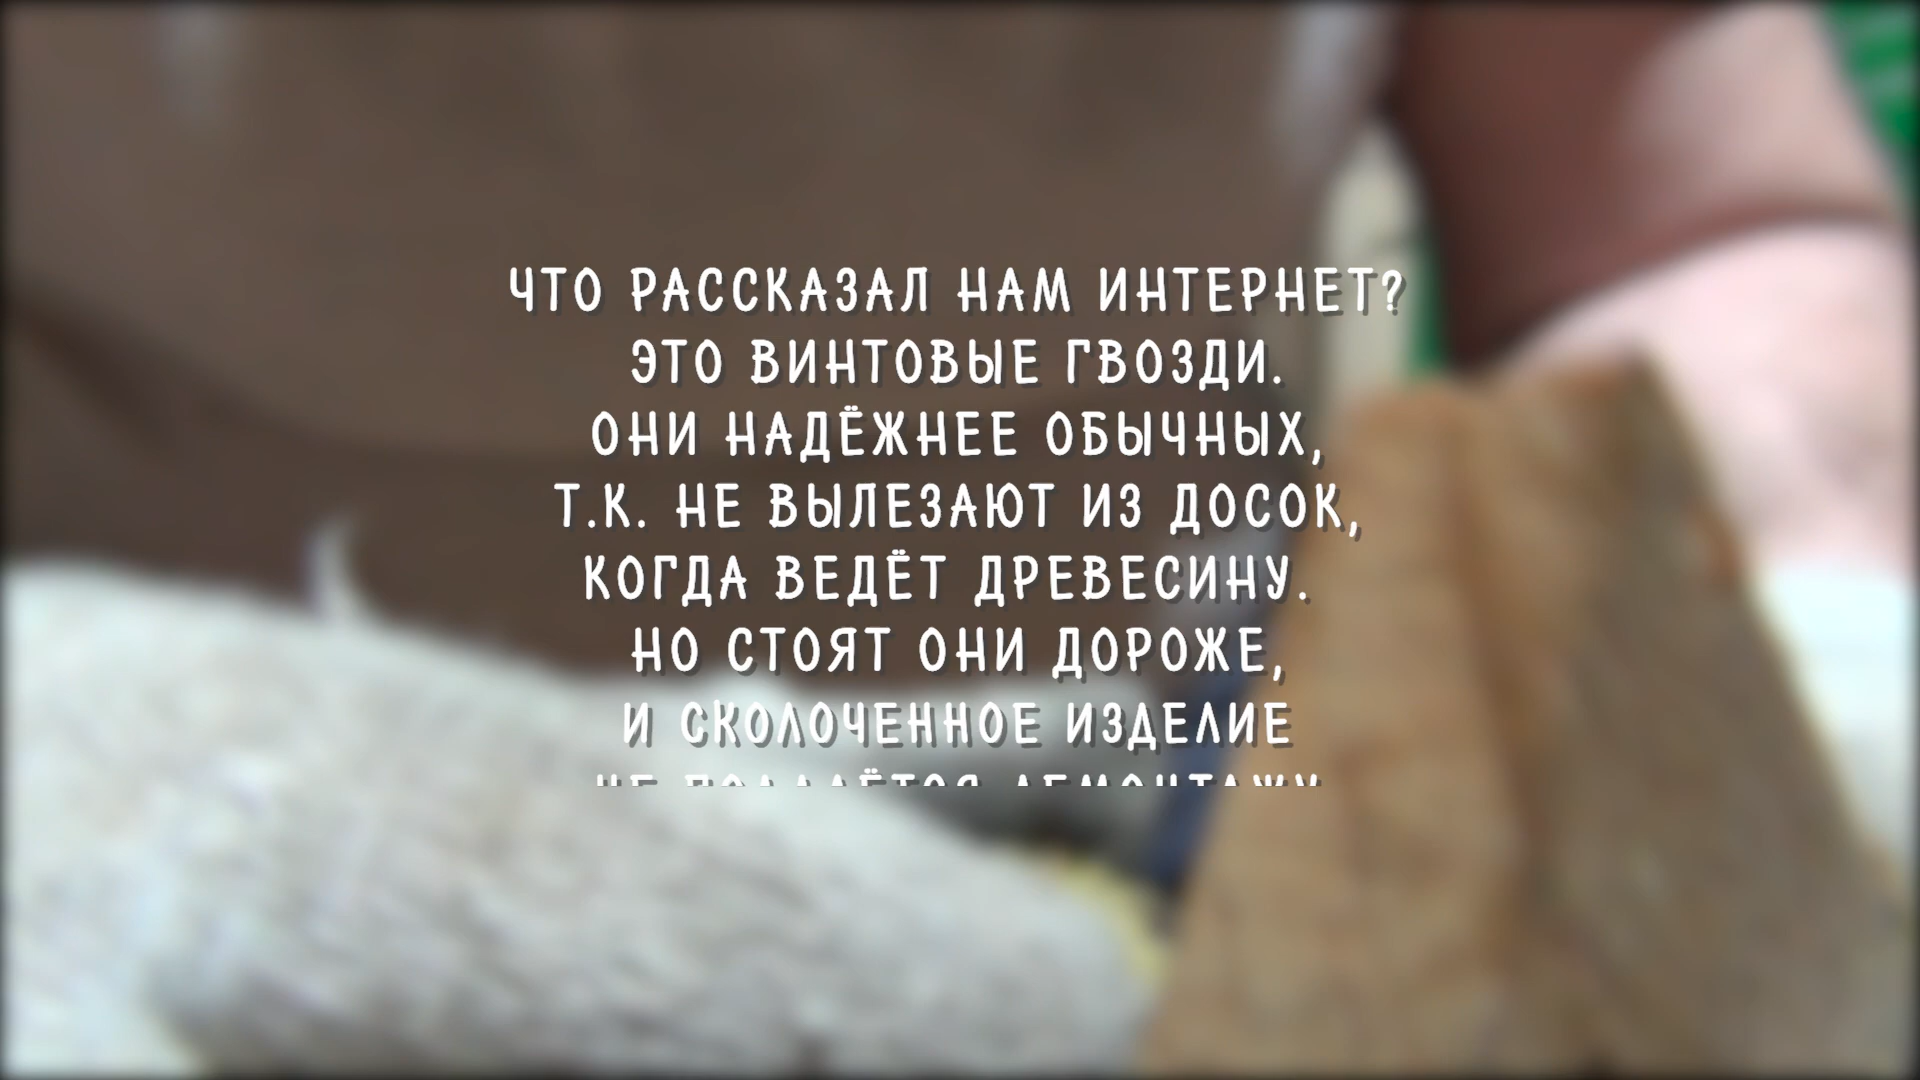 ЧТО РАССКАЗАЛ НАМ ИНТЕРНЕТ?
ЭТО ВИНТОВЫЕ ГВОЗДИ.
ОНИ НАДЁЖНЕЕ ОБЫЧНЫХ,
Т.К. НЕ ВЫЛЕЗАЮТ ИЗ ДОСОК,
КОГДА ВЕДЁТ ДРЕВЕСИНУ.
НО СТОЯТ ОНИ ДОРОЖЕ,
И СКОЛОЧЕННОЕ ИЗДЕЛИЕ